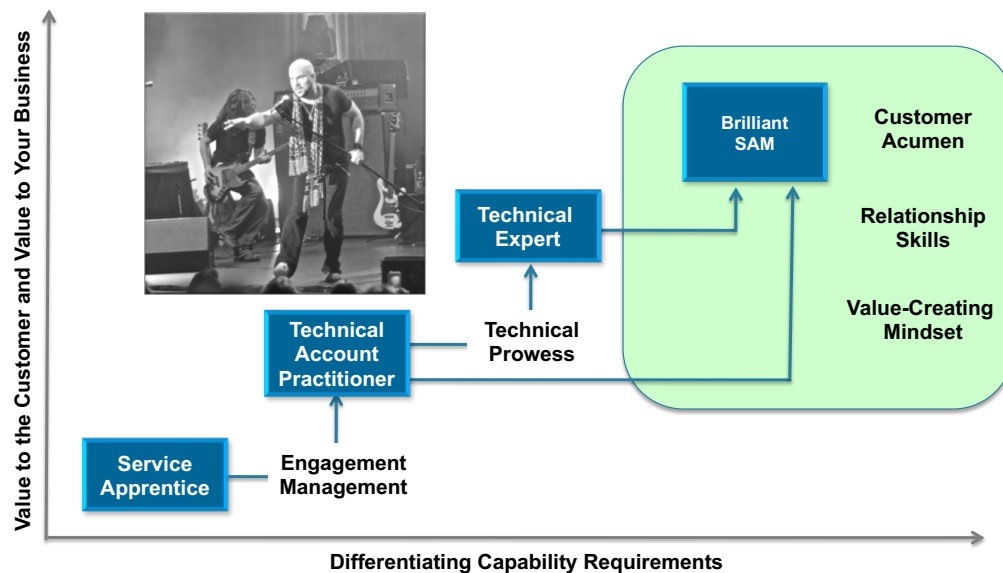 Value to the Customer and Value to Your Business
Brilliant
SAM
Customer
Acumen
Technical
Expert
Relationship
Skills
Value-Creating
Mindset
Technical
Account
Practitioner
Technical
Prowess
Service
Apprentice
Engagement
Management
Differentiating Capability Requirements